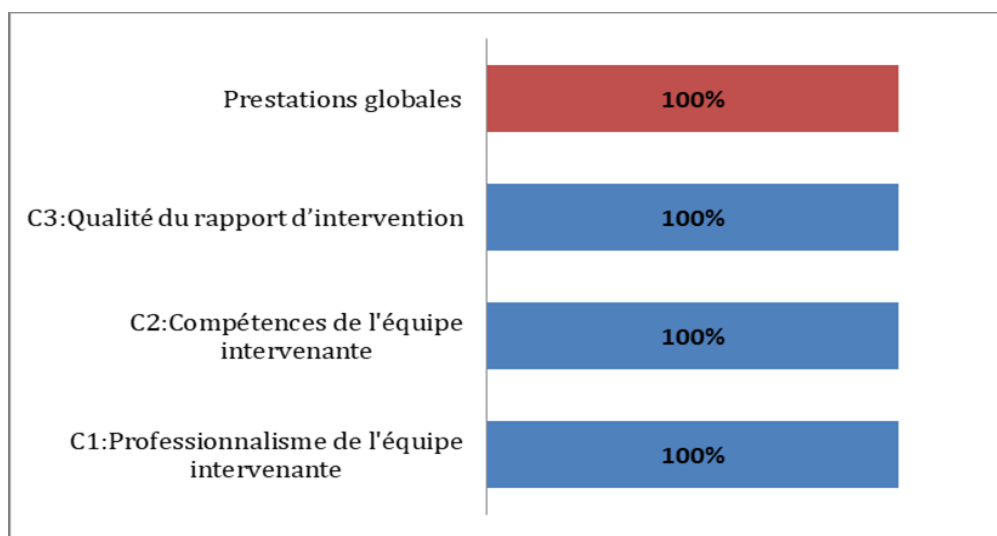 Prestations globales
100%
C3:Qualité du rapport d’intervention
100%
C2:Compétences de l'équipe
intervenante
100%
C1:Professionnalisme de l'équipe
intervenante
100%